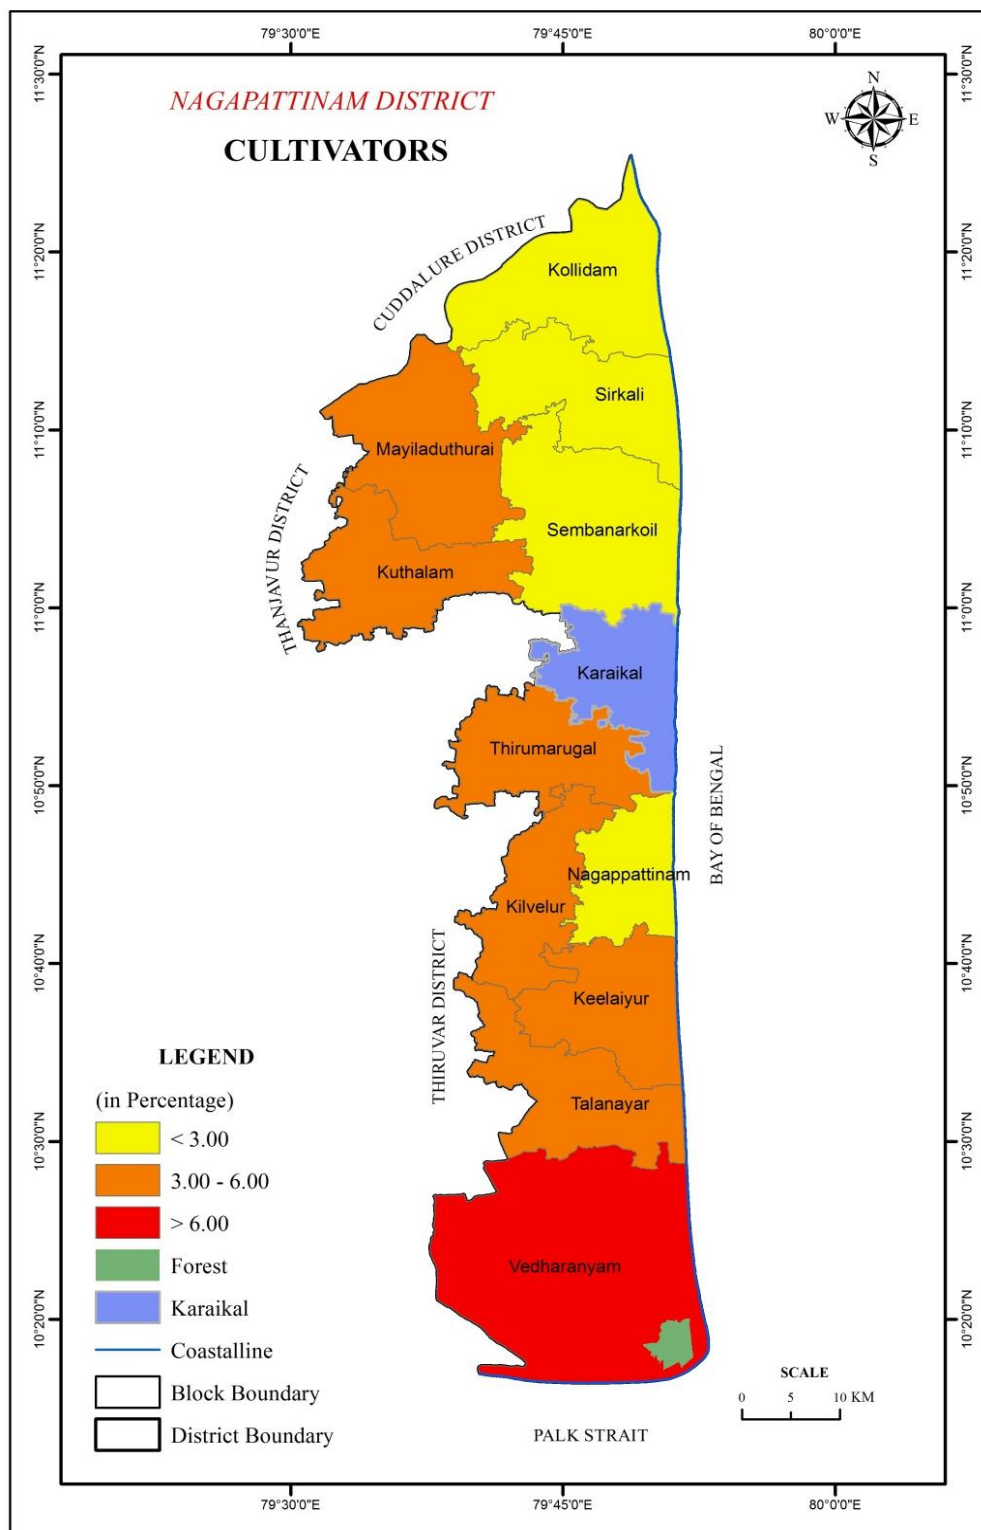 79°30'0"E
79°45'0"E
80°0'0"E
11°30'0"N
11°30'0"N
NAGAPATTINAM DISTRICT
CULTIVATORS
N
W
E
S
11°20'0"N
11°20'0"N
CUDDALURE DISTRICT
Kollidam
Sirkali
11°10'0"N
11°10'0"N
Mayiladuthurai
THANJAVUR DISTRICT
Sembanarkoil
Kuthalam
11°0'0"N
11°0'0"N
Karaikal
Thirumarugal
10°50'0"N
10°50'0"N
BAY OF BENGAL
Nagappattinam
Kilvelur
10°40'0"N
10°40'0"N
THIRUVAR DISTRICT
Keelaiyur
Talanayar
10°30'0"N
10°30'0"N
Vedharanyam
10°20'0"N
10°20'0"N
LEGEND
(in Percentage)
< 3.00
3.00 - 6.00
> 6.00
Forest
Karaikal
Coastalline
Block Boundary
District Boundary
SCALE
0 5 10 KM
PALK STRAIT
79°30'0"E
79°45'0"E
80°0'0"E